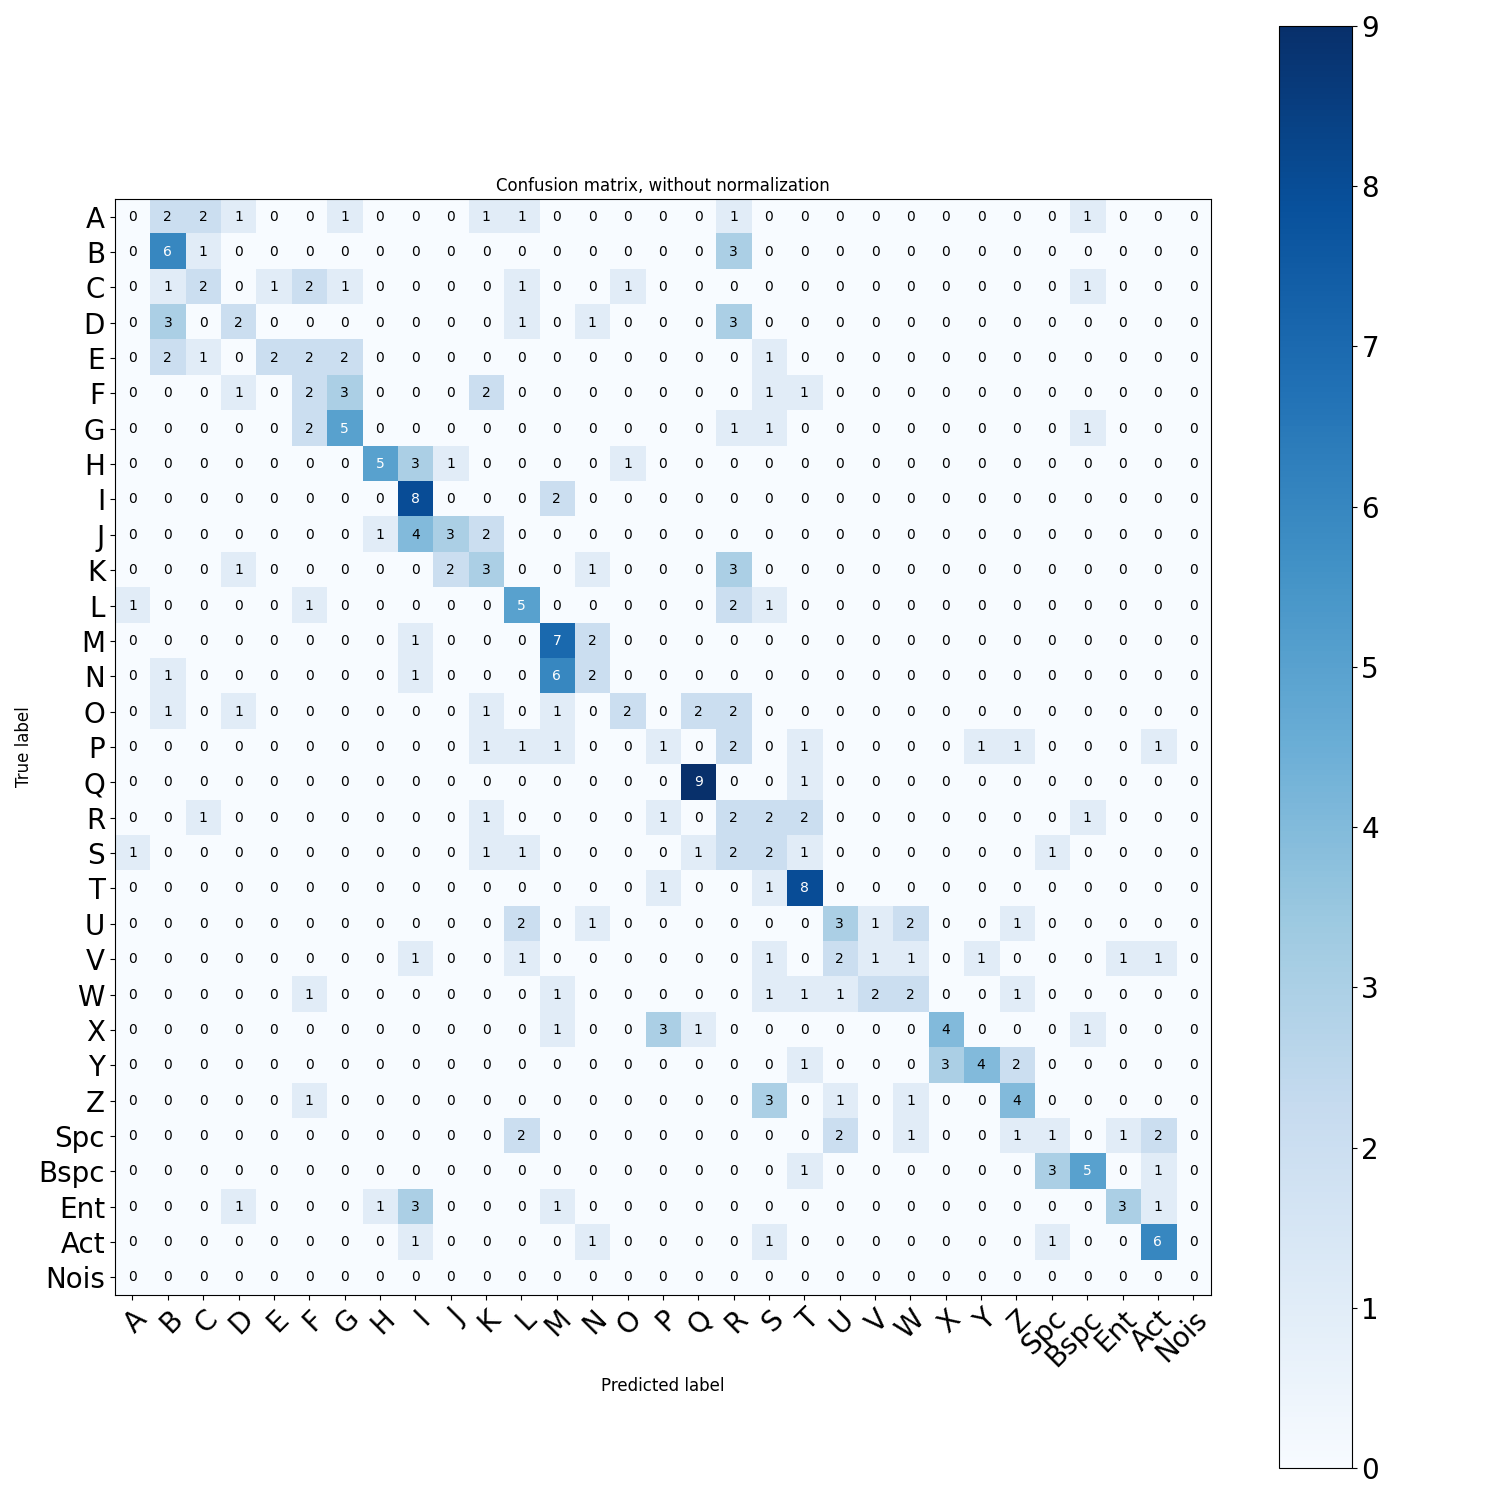 Confusion matrix, without normalization
A 0 2 2 1 0 0 1 0 0 0 1 1 0 0 0 0 0 1 0 0 0 0 0 0 0 0 0 1 0 0 0
B 0 6 1 0 0 0 0 0 0 0 0 0 0 0 0 0 0 3 0 0 0 0 0 0 0 0 0 0 0 0 0
C 0 1 2 0 1 2 1 0 0 0 0 1 0 0 1 0 0 0 0 0 0 0 0 0 0 0 0 1 0 0 0
D 0 3 0 2 0 0 0 0 0 0 0 1 0 1 0 0 0 3 0 0 0 0 0 0 0 0 0 0 0 0 0
E 0 2 1 0 2 2 2 0 0 0 0 0 0 0 0 0 0 0 1 0 0 0 0 0 0 0 0 0 0 0 0
F 0 0 0 1 0 2 3 0 0 0 2 0 0 0 0 0 0 0 1 1 0 0 0 0 0 0 0 0 0 0 0
G 0 0 0 0 0 2 5 0 0 0 0 0 0 0 0 0 0 1 1 0 0 0 0 0 0 0 0 1 0 0 0
H 0 0 0 0 0 0 0 5 3 1 0 0 0 0 1 0 0 0 0 0 0 0 0 0 0 0 0 0 0 0 0
I 0 0 0 0 0 0 0 0 8 0 0 0 2 0 0 0 0 0 0 0 0 0 0 0 0 0 0 0 0 0 0
J 0 0 0 0 0 0 0 1 4 3 2 0 0 0 0 0 0 0 0 0 0 0 0 0 0 0 0 0 0 0 0
K 0 0 0 1 0 0 0 0 0 2 3 0 0 1 0 0 0 3 0 0 0 0 0 0 0 0 0 0 0 0 0
L 1 0 0 0 0 1 0 0 0 0 0 5 0 0 0 0 0 2 1 0 0 0 0 0 0 0 0 0 0 0 0
M 0 0 0 0 0 0 0 0 1 0 0 0 7 2 0 0 0 0 0 0 0 0 0 0 0 0 0 0 0 0 0
N 0 1 0 0 0 0 0 0 1 0 0 0 6 2 0 0 0 0 0 0 0 0 0 0 0 0 0 0 0 0 0
O 0 1 0 1 0 0 0 0 0 0 1 0 1 0 2 0 2 2 0 0 0 0 0 0 0 0 0 0 0 0 0
P 0 0 0 0 0 0 0 0 0 0 1 1 1 0 0 1 0 2 0 1 0 0 0 0 1 1 0 0 0 1 0
Q 0 0 0 0 0 0 0 0 0 0 0 0 0 0 0 0 9 0 0 1 0 0 0 0 0 0 0 0 0 0 0
R 0 0 1 0 0 0 0 0 0 0 1 0 0 0 0 1 0 2 2 2 0 0 0 0 0 0 0 1 0 0 0
S 1 0 0 0 0 0 0 0 0 0 1 1 0 0 0 0 1 2 2 1 0 0 0 0 0 0 1 0 0 0 0
T 0 0 0 0 0 0 0 0 0 0 0 0 0 0 0 1 0 0 1 8 0 0 0 0 0 0 0 0 0 0 0
U 0 0 0 0 0 0 0 0 0 0 0 2 0 1 0 0 0 0 0 0 3 1 2 0 0 1 0 0 0 0 0
V 0 0 0 0 0 0 0 0 1 0 0 1 0 0 0 0 0 0 1 0 2 1 1 0 1 0 0 0 1 1 0
W 0 0 0 0 0 1 0 0 0 0 0 0 1 0 0 0 0 0 1 1 1 2 2 0 0 1 0 0 0 0 0
X 0 0 0 0 0 0 0 0 0 0 0 0 1 0 0 3 1 0 0 0 0 0 0 4 0 0 0 1 0 0 0
Y 0 0 0 0 0 0 0 0 0 0 0 0 0 0 0 0 0 0 0 1 0 0 0 3 4 2 0 0 0 0 0
Z 0 0 0 0 0 1 0 0 0 0 0 0 0 0 0 0 0 0 3 0 1 0 1 0 0 4 0 0 0 0 0
Spc 0 0 0 0 0 0 0 0 0 0 0 2 0 0 0 0 0 0 0 0 2 0 1 0 0 1 1 0 1 2 0
Bspc 0 0 0 0 0 0 0 0 0 0 0 0 0 0 0 0 0 0 0 1 0 0 0 0 0 0 3 5 0 1 0
Ent 0 0 0 1 0 0 0 1 3 0 0 0 1 0 0 0 0 0 0 0 0 0 0 0 0 0 0 0 3 1 0
Act 0 0 0 0 0 0 0 0 1 0 0 0 0 1 0 0 0 0 1 0 0 0 0 0 0 0 1 0 0 6 0
Nois 0 0 0 0 0 0 0 0 0 0 0 0 0 0 0 0 0 0 0 0 0 0 0 0 0 0 0 0 0 0 0
A B C D E F G H I J K L M N O P Q R S T U V W X Y Z Spc Bspc Ent Act Nois
Predicted label
True label
9
8
7
6
5
4
3
2
1
0